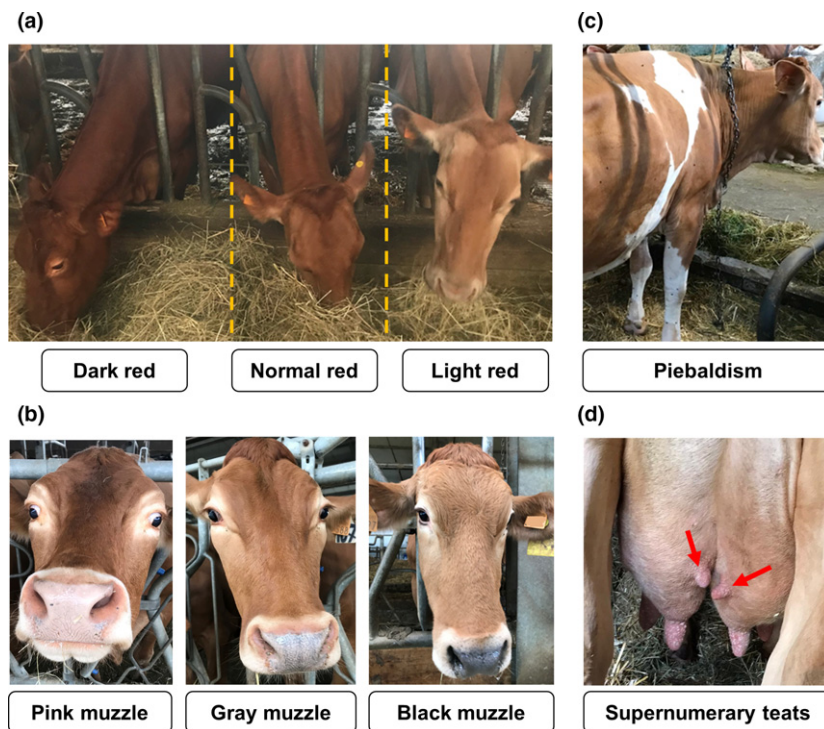 (a)
(c)
Dark red
Normal red
Light red
Piebaldism
(b)
(d)
Pink muzzle
Gray muzzle
Black muzzle
Supernumerary teats